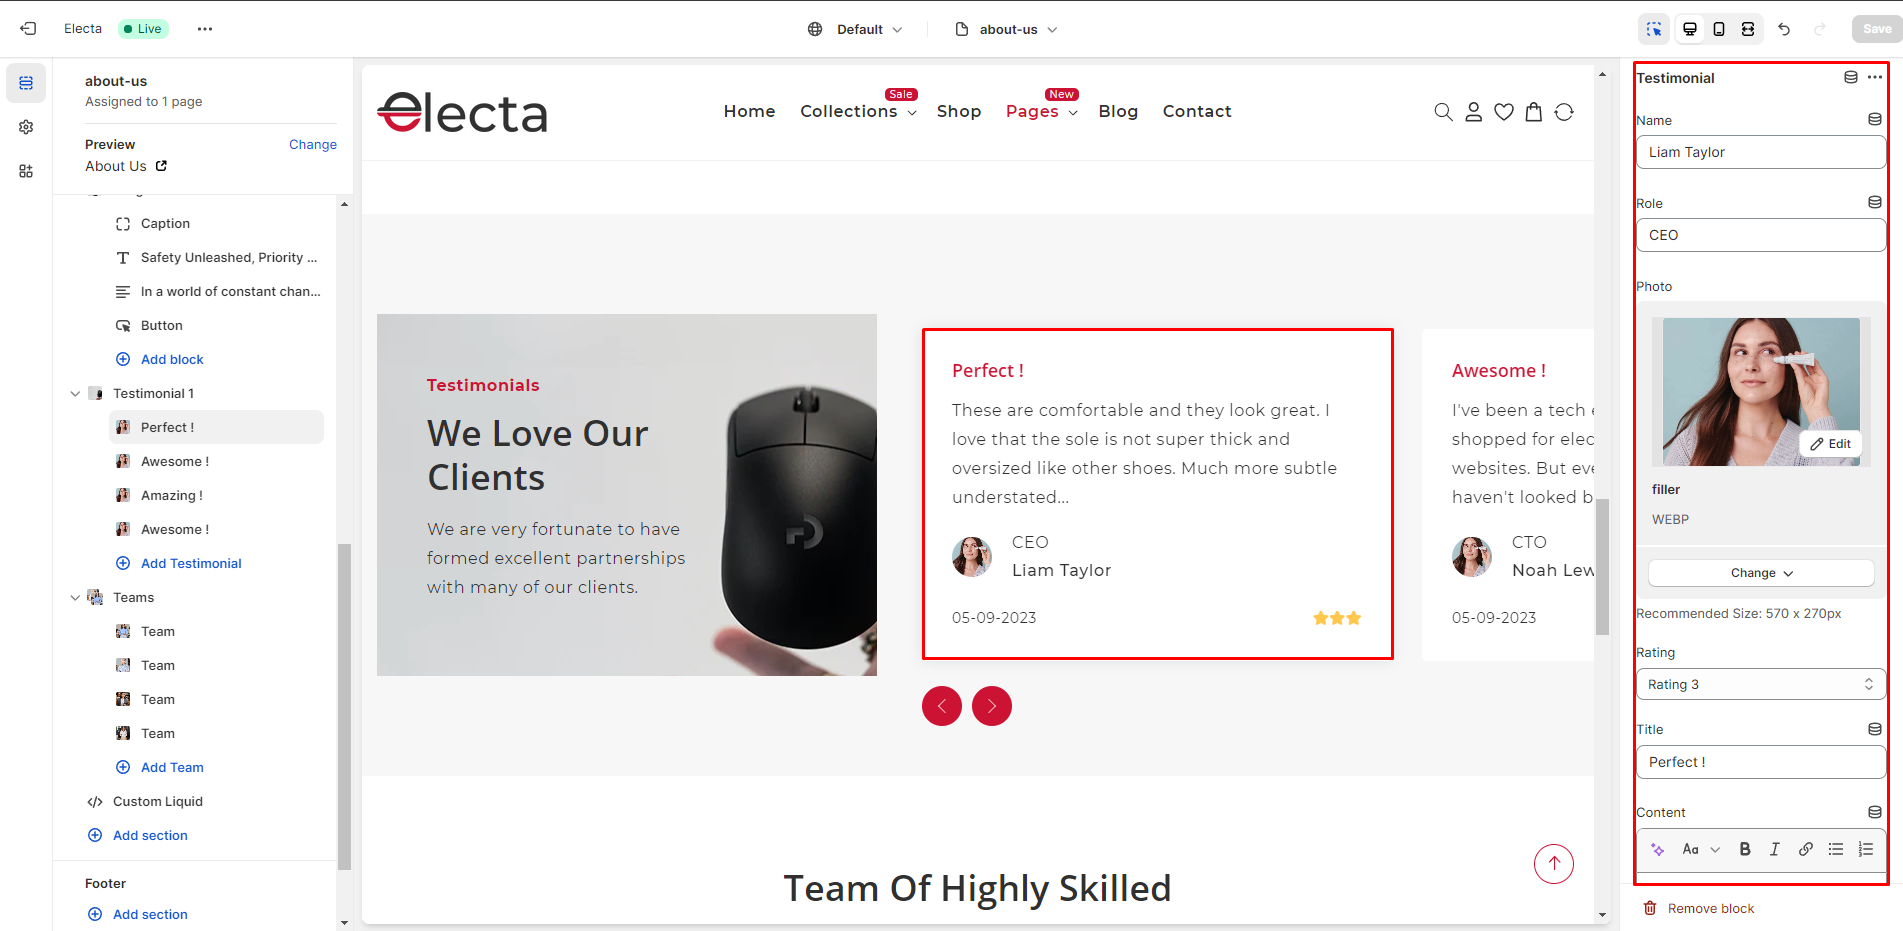 Electa
Live
Default
about-us
Save
about-us
Assigned to 1 page
Preview
Change
About Us
Caption
Safety Unleashed, Priority ...
In a world of constant chan...
Button
Add block
Testimonial 1
Perfect !
Awesome !
Amazing !
Awesome !
Add Testimonial
Teams
Team
Team
Team
Team
Add Team
Custom Liquid
Add section
Footer
Add section
electa
Home
Collections
Sale
Shop
Pages
New
Blog
Contact
Testimonials
We Love Our
Clients
We are very fortunate to have
formed excellent partnerships
with many of our clients.
Perfect !
These are comfortable and they look great. I
love that the sole is not super thick and
oversized like other shoes. Much more subtle
understated...
CEO
Liam Taylor
05-09-2023
Awesome !
I've been a tech
shopped for elec
websites. But eve
haven't looked b
CTO
Noah Lew
05-09-2023
Team Of Highly Skilled
Testimonial
Name
Liam Taylor
Role
CEO
Photo
Edit
filler
WEBP
Change
Recommended Size: 570 x 270px
Rating
Rating 3
Title
Perfect !
Content
Aa
B
I
Remove block